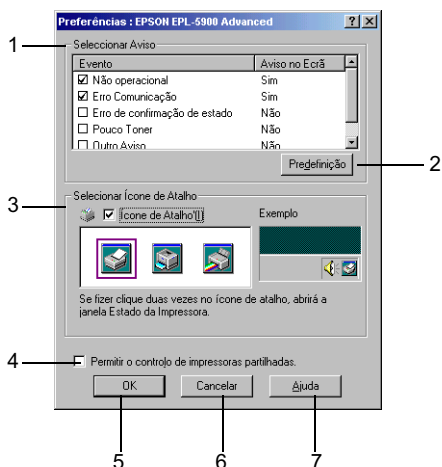 Preferências : EPSON EPL-5900 Advanced
1
Seleccionar Aviso
Evento Aviso no Ecrã
Não operacional Sim
Erro Comunicação Sim
Erro de confirmação de estado Não
Pouco Toner Não
Outro Aviso Não
Predefinição
2
3
Selecionar Ícone de Atalho
Ícone de Atalho'(I)
Exemplo
Se fizer clique duas vezes no ícone de atalho, abrirá a
janela Estado da Impressora.
4
Permitir o controlo de impressoras partilhadas.
OK Cancelar Ajuda
5 6 7